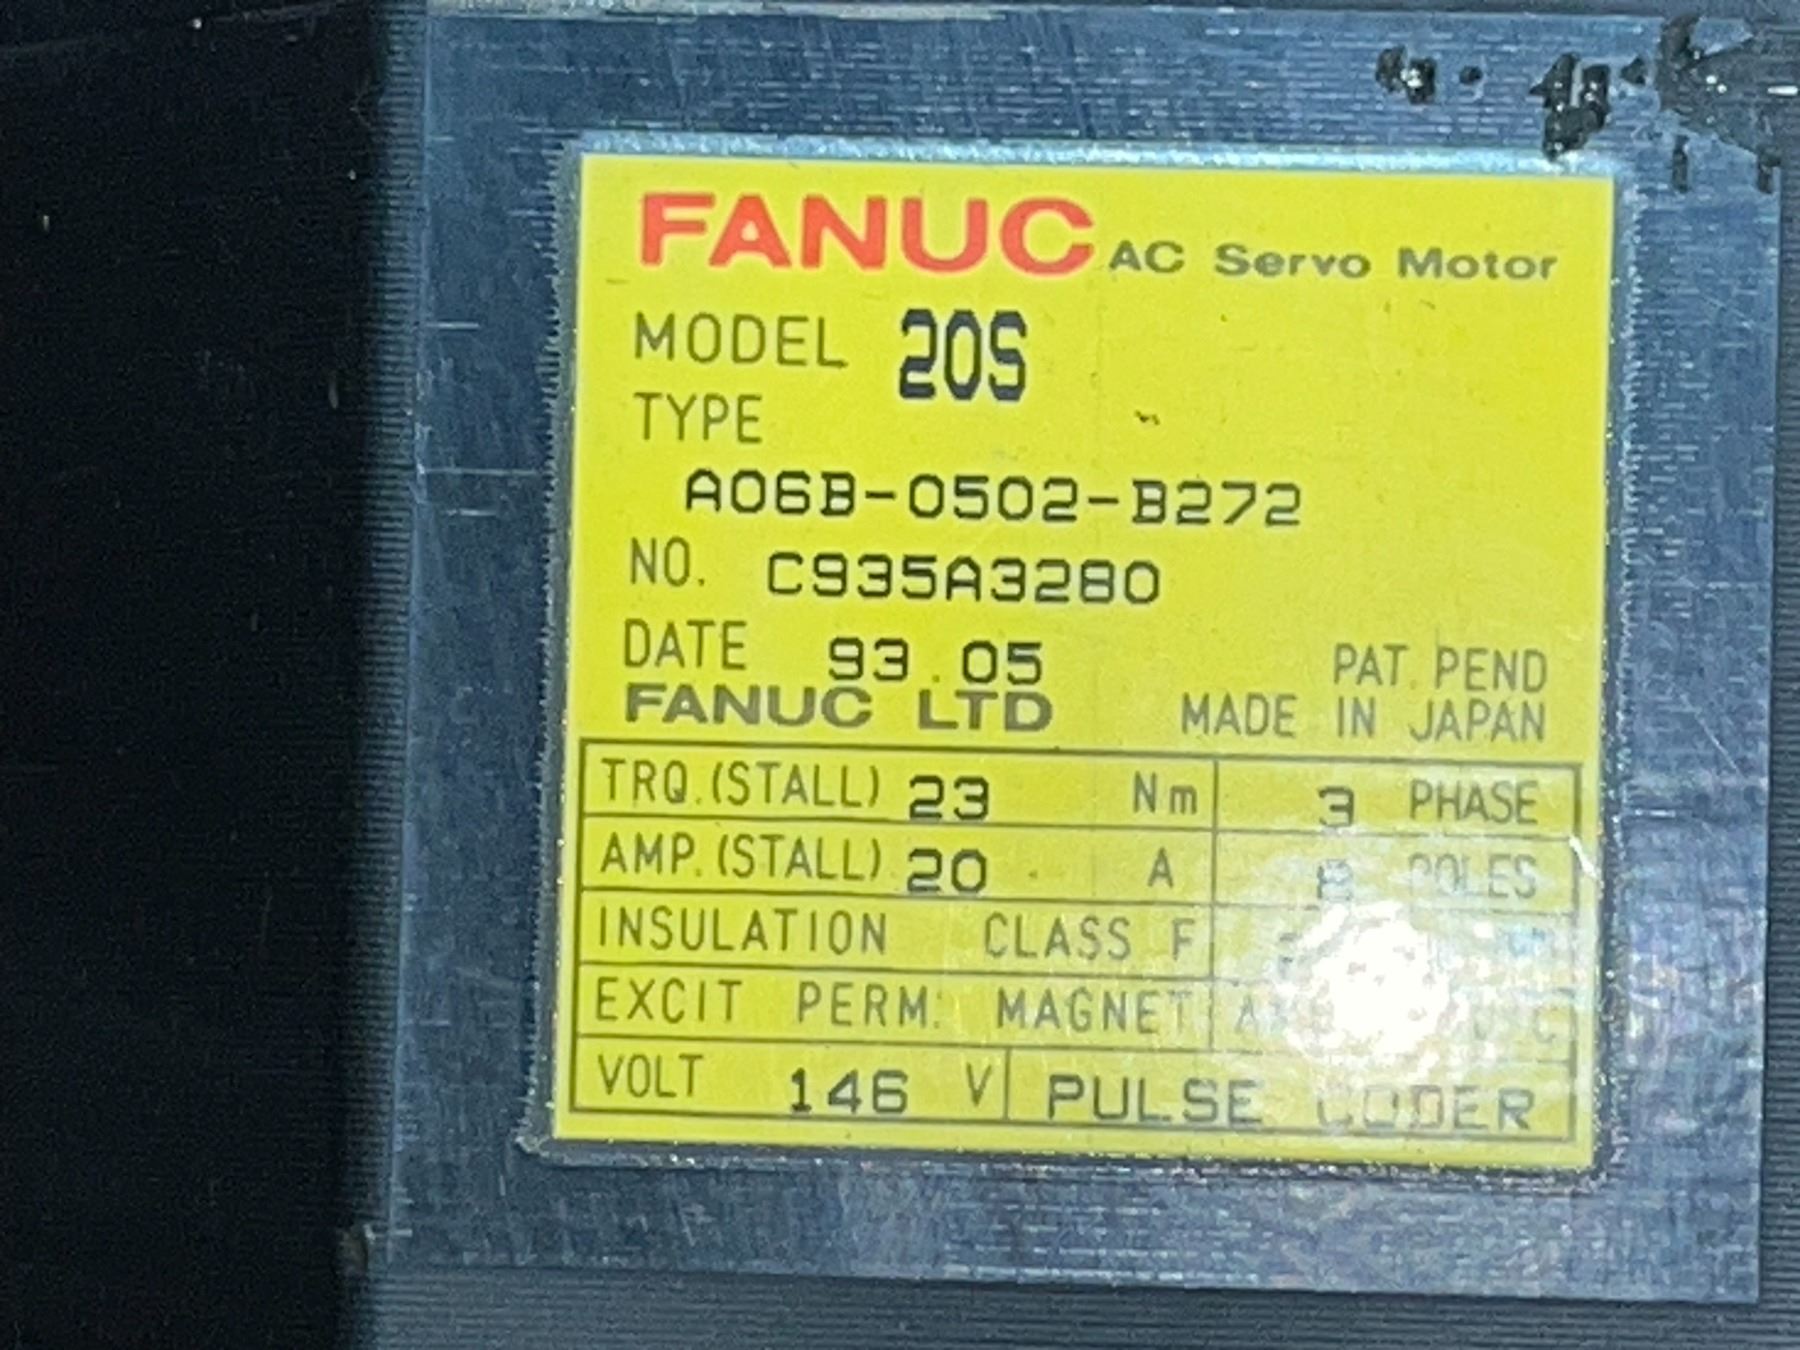 FANUC AC Servo Motor
MODEL 20S
TYPE
A06B-0502-B272
NO. C935A3280
DATE 93.05
PAT. PEND
FANUC LTD MADE IN JAPAN
TRQ.(STALL) 23 Nm 3 PHASE
AMP.(STALL) 20 A 8 POLES
INSULATION CLASS F
EXCIT PERM. MAGNET
VOLT 146 V PULSE CODER